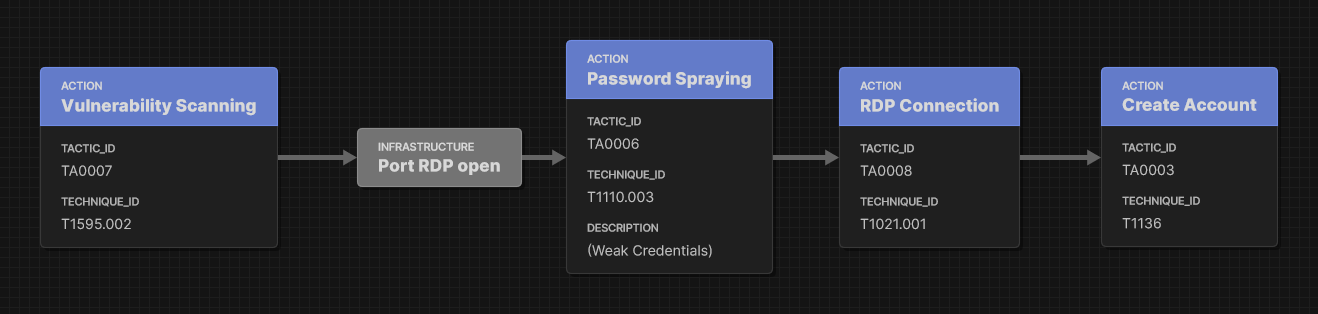 ACTION
Vulnerability Scanning
TACTIC_ID
TA0007
TECHNIQUE_ID
T1595.002
INFRASTRUCTURE
Port RDP open
ACTION
Password Spraying
TACTIC_ID
TA0006
TECHNIQUE_ID
T1110.003
DESCRIPTION
(Weak Credentials)
ACTION
RDP Connection
TACTIC_ID
TA0008
TECHNIQUE_ID
T1021.001
ACTION
Create Account
TACTIC_ID
TA0003
TECHNIQUE_ID
T1136